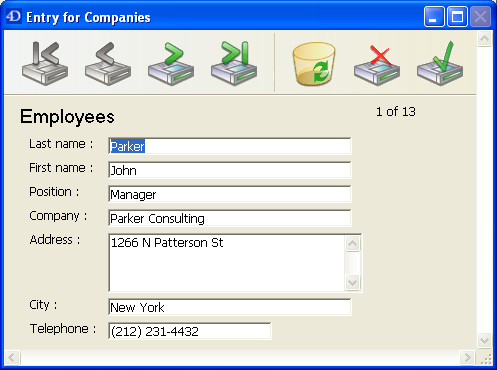 4D Entry for Companies
Employees
1 of 13
Last name : Parker
First name : John
Position : Manager
Company : Parker Consulting
Address : 1266 N Patterson St
City : New York
Telephone : (212) 231-4432